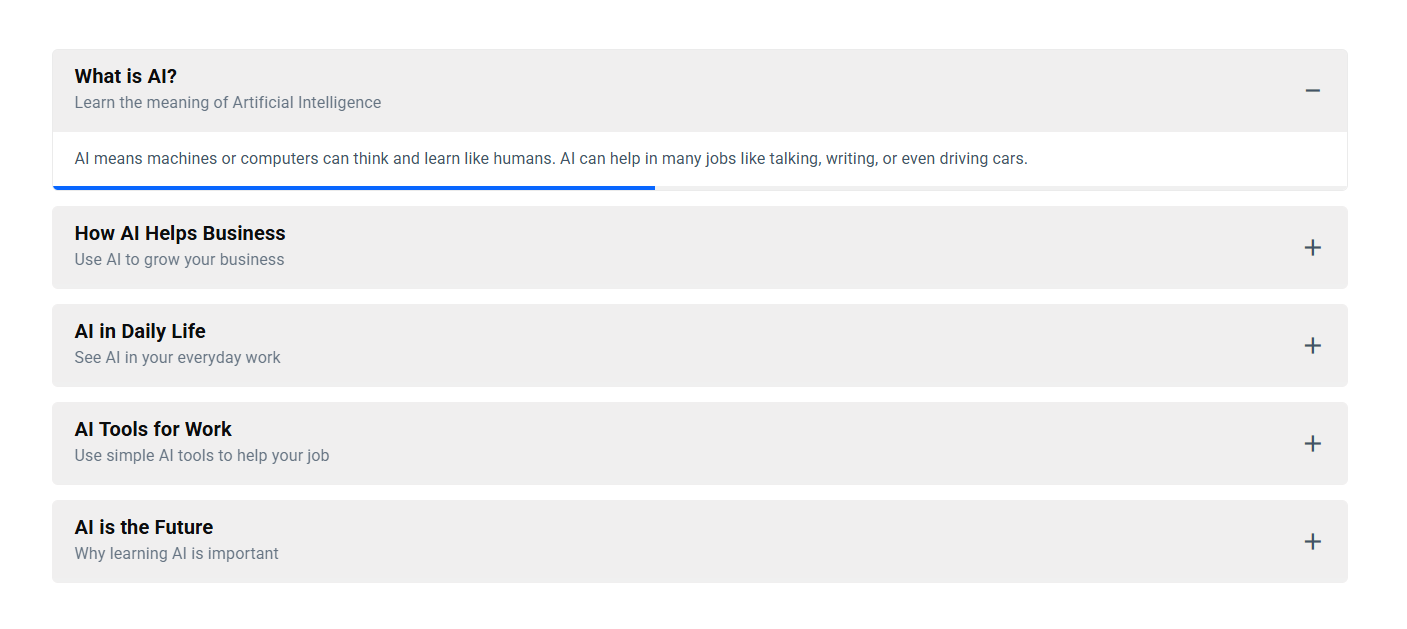 What is AI?
Learn the meaning of Artificial Intelligence
AI means machines or computers can think and learn like humans. AI can help in many jobs like talking, writing, or even driving cars.
How AI Helps Business
Use AI to grow your business
AI in Daily Life
See AI in your everyday work
AI Tools for Work
Use simple AI tools to help your job
AI is the Future
Why learning AI is important